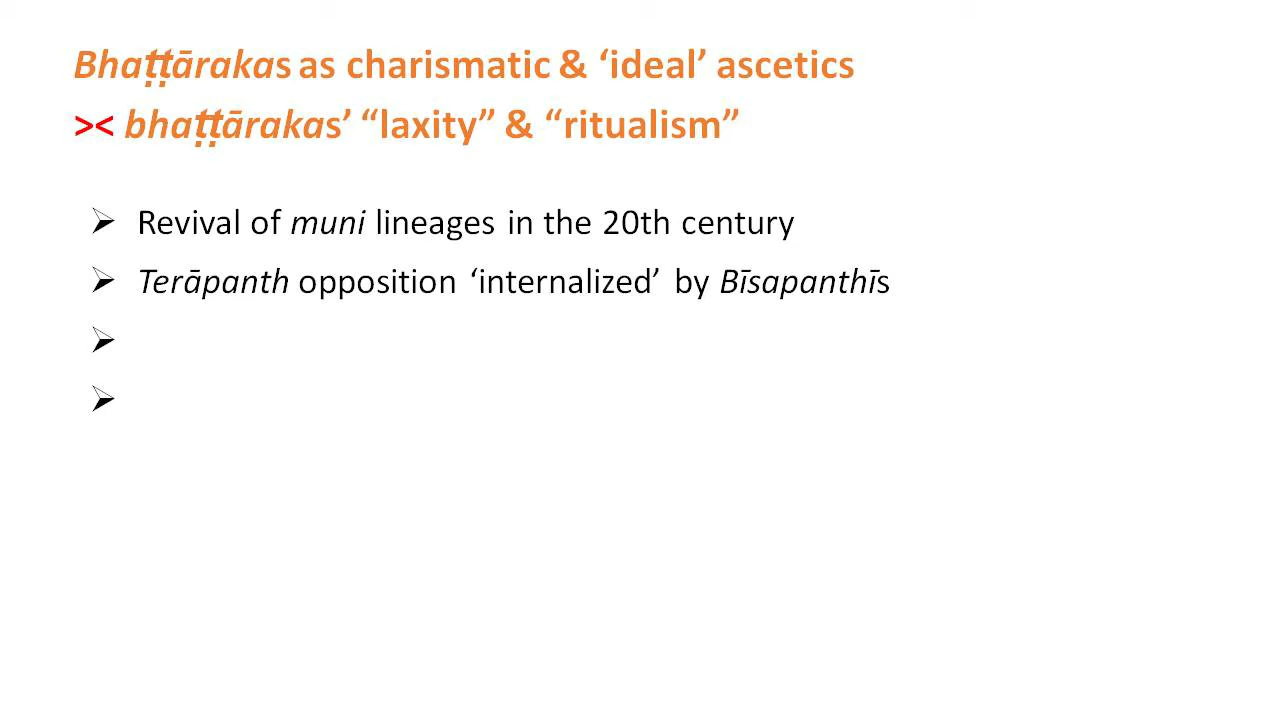 Bhaṭṭārakas as charismatic & ‘ideal’ ascetics
>< bhaṭṭārakas’ “laxity” & “ritualism”
➢ Revival of muni lineages in the 20th century
➢ Terāpanth opposition ‘internalized’ by Bīsapanthīs
➢
➢